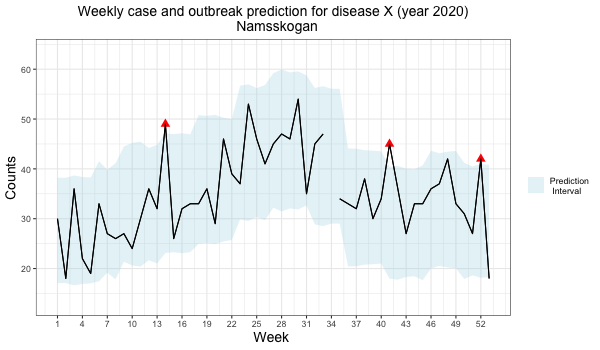 Weekly case and outbreak prediction for disease X (year 2020)
Namsskogan
Counts
60
50
40
30
20
1 4 7 10 13 16 19 22 25 28 31 34 37 40 43 46 49 52
Week
Prediction
Interval